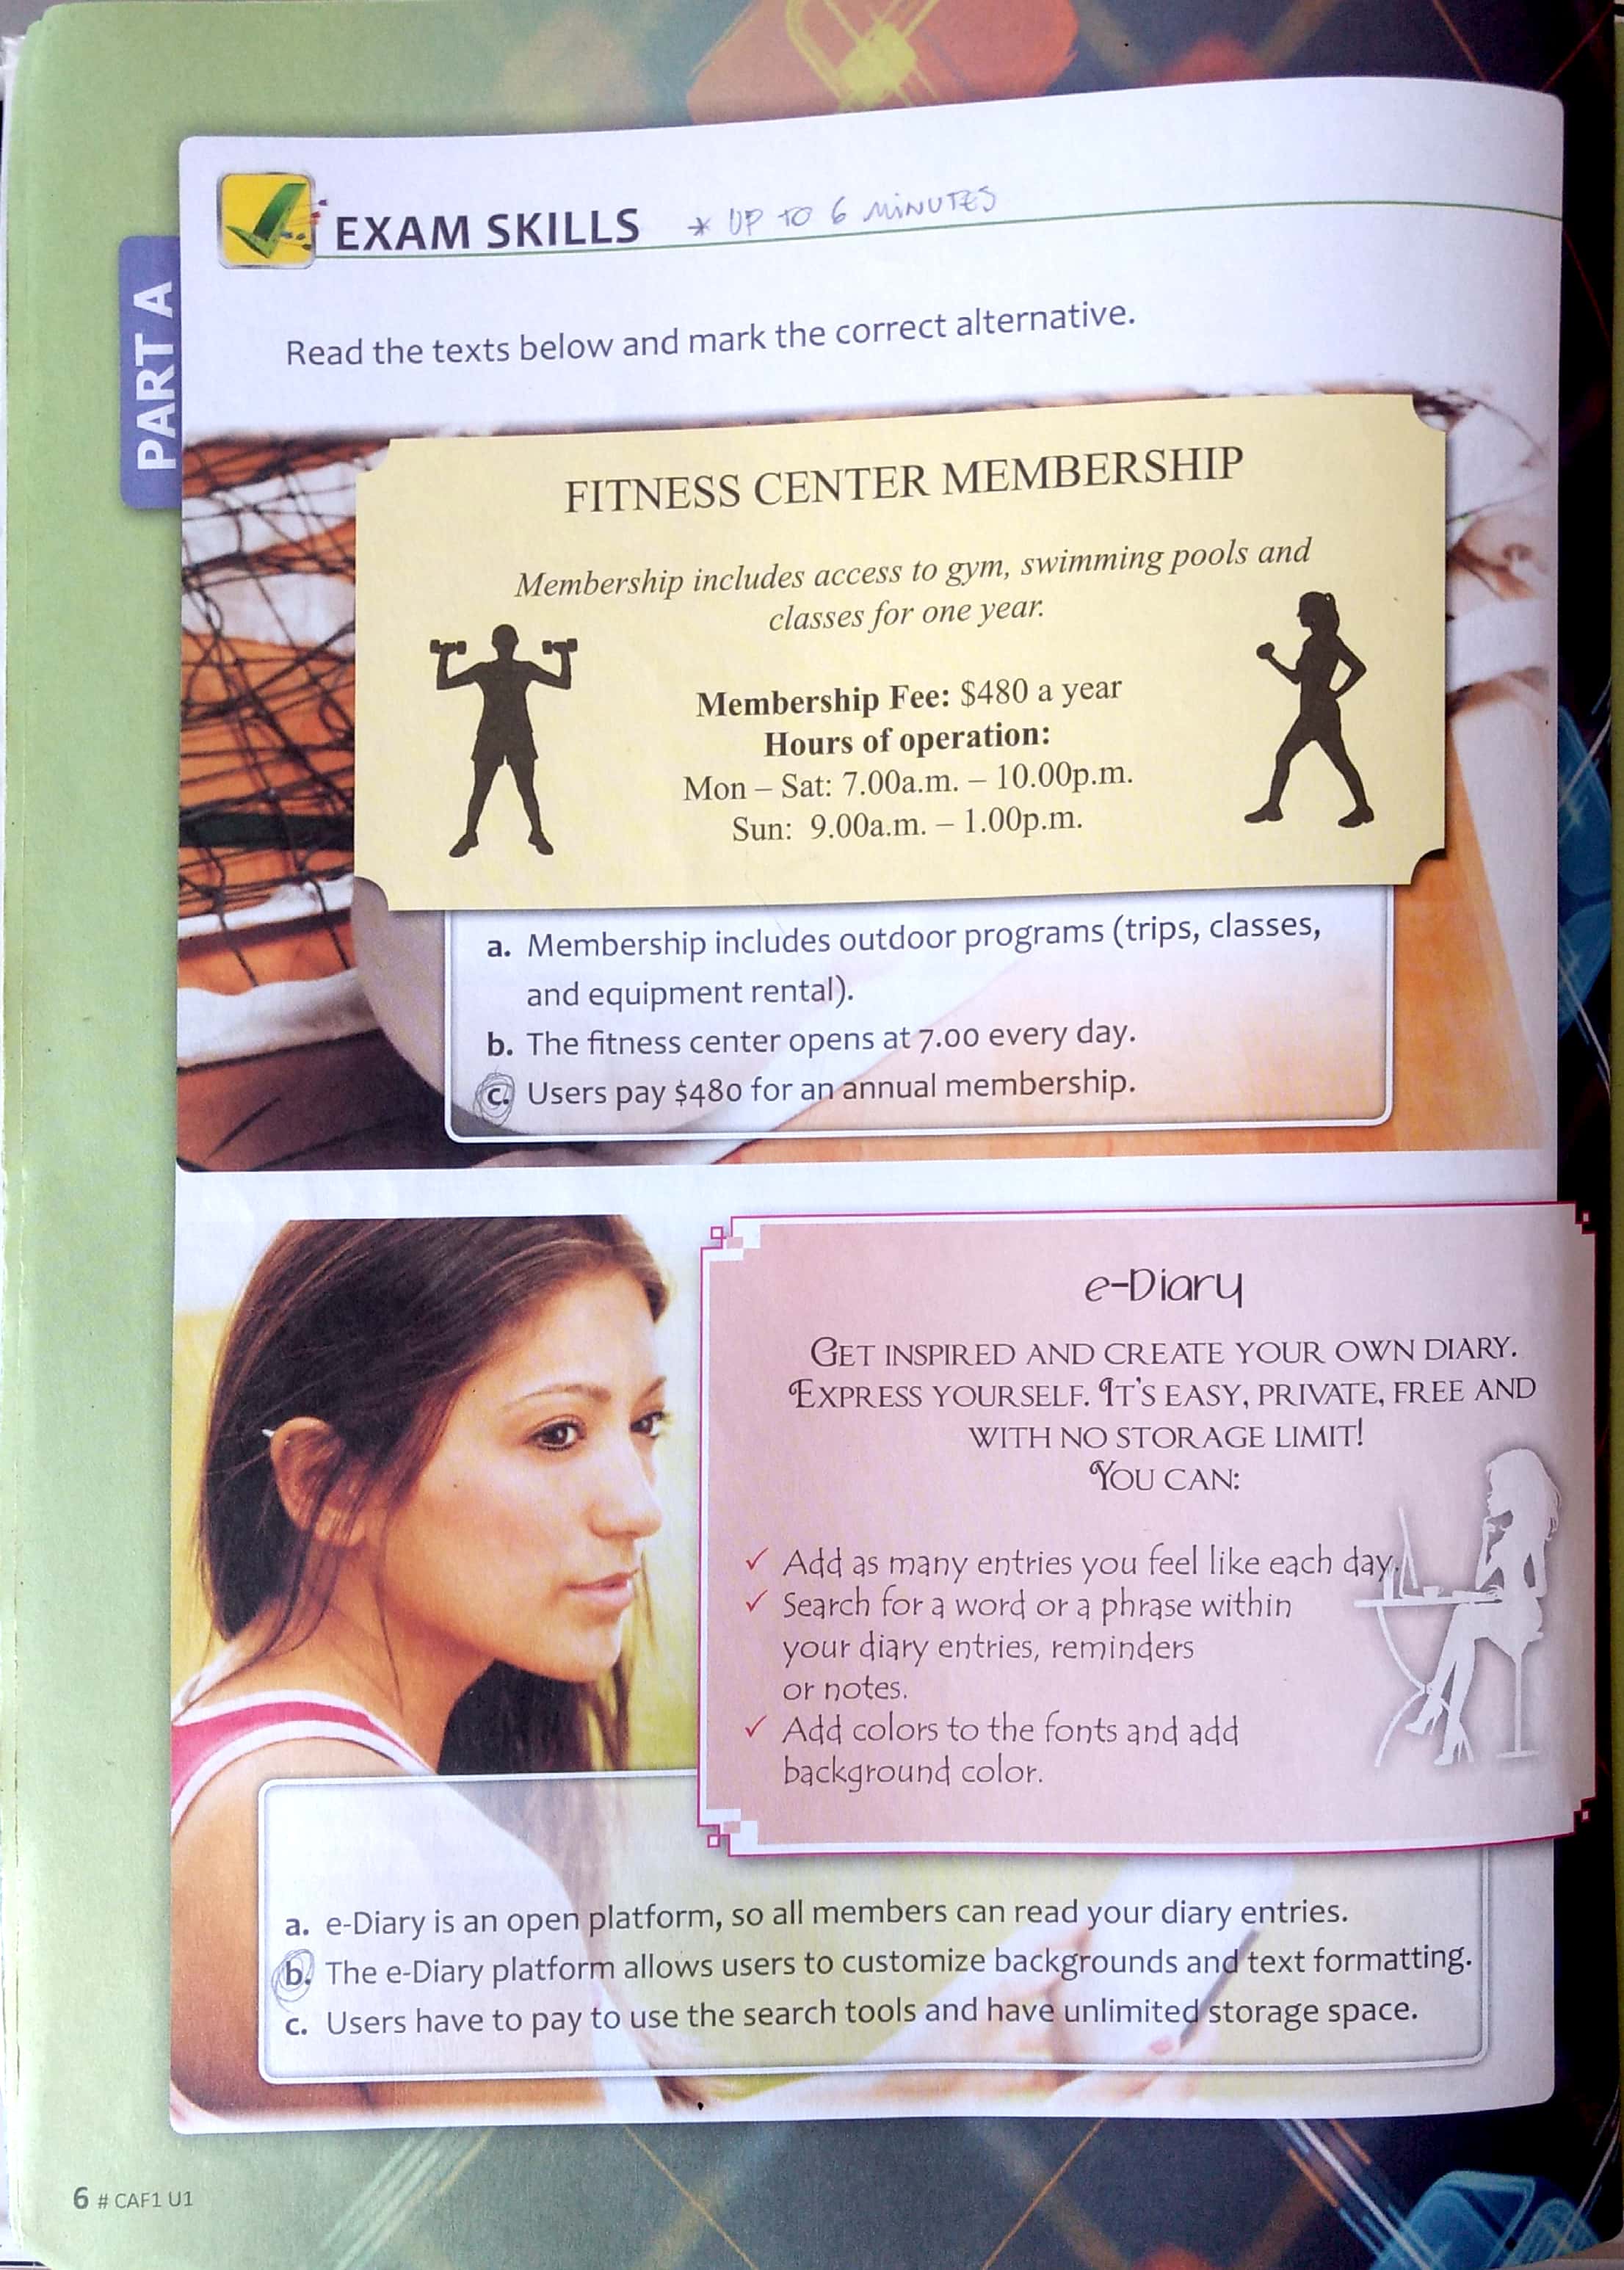 EXAM SKILLS * UP TO 6 MINUTES
PART A
Read the texts below and mark the correct alternative.
FITNESS CENTER MEMBERSHIP
Membership includes access to gym, swimming pools and
classes for one year.
Membership Fee: $480 a year
Hours of operation:
Mon – Sat: 7.00a.m. – 10.00p.m.
Sun: 9.00a.m. – 1.00p.m.
a. Membership includes outdoor programs (trips, classes,
and equipment rental).
b. The fitness center opens at 7.00 every day.
c. Users pay $480 for an annual membership.
e-Diary
GET INSPIRED AND CREATE YOUR OWN DIARY.
EXPRESS YOURSELF. IT'S EASY, PRIVATE, FREE AND
WITH NO STORAGE LIMIT!
YOU CAN:
✓ Add as many entries you feel like each day.
✓ Search for a word or a phrase within
your diary entries, reminders
or notes.
✓ Add colors to the fonts and add
background color.
a. e-Diary is an open platform, so all members can read your diary entries.
b. The e-Diary platform allows users to customize backgrounds and text formatting.
c. Users have to pay to use the search tools and have unlimited storage space.
6 # CAF1 U1